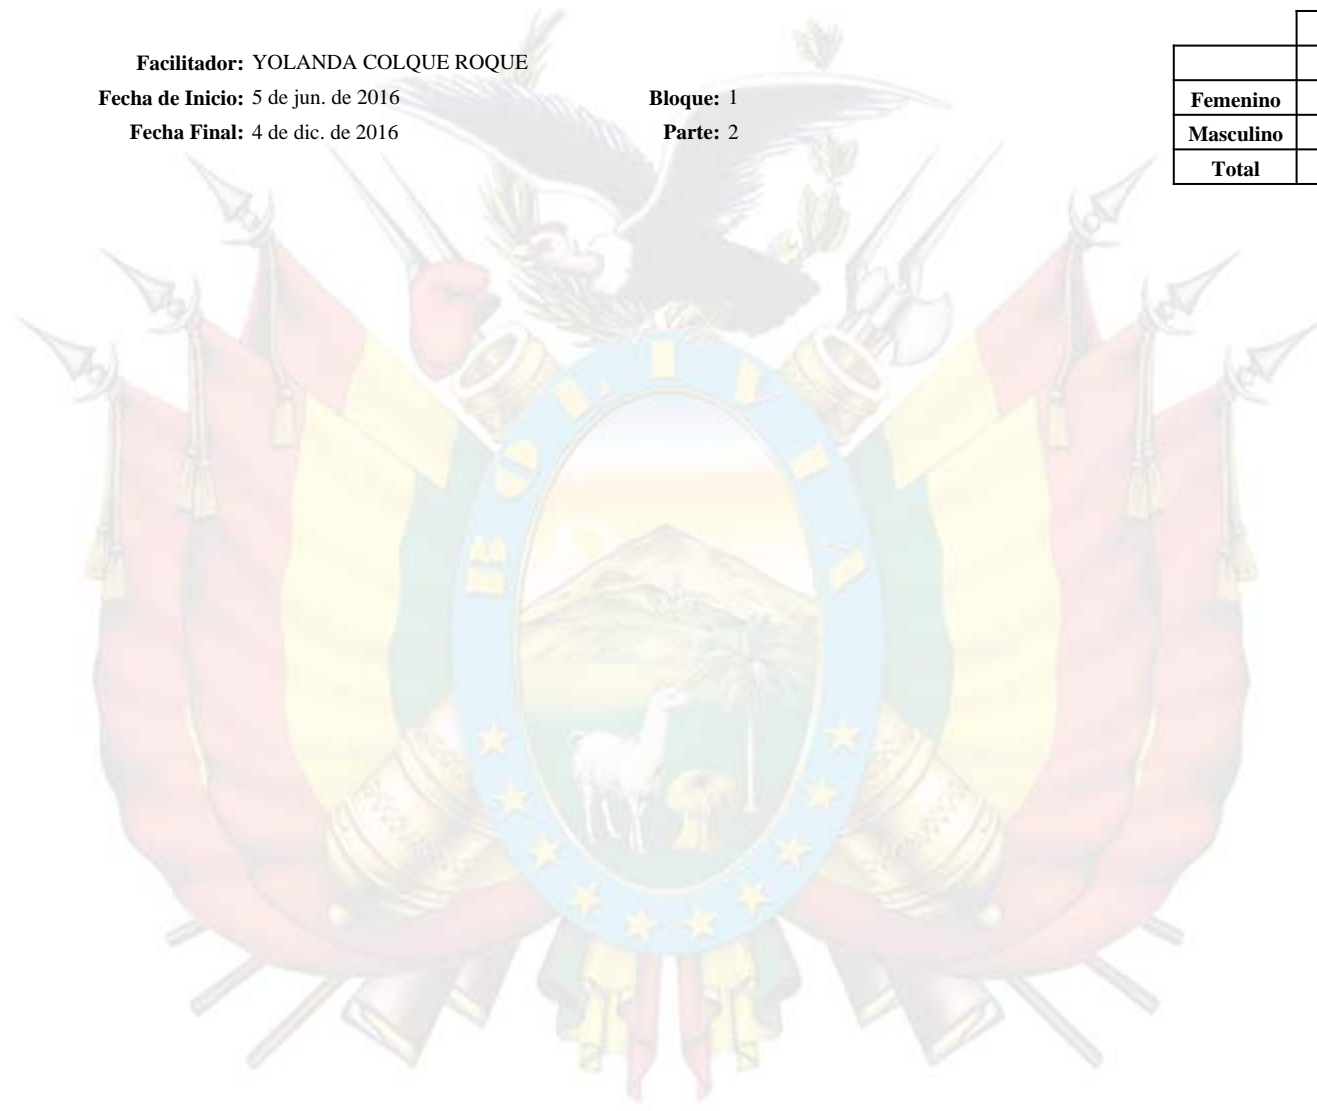 Facilitador: YOLANDA COLQUE ROQUE
Fecha de Inicio: 5 de jun. de 2016 Bloque: 1
Fecha Final: 4 de dic. de 2016 Parte: 2
Femenino
Masculino
Total
BOLIVIA